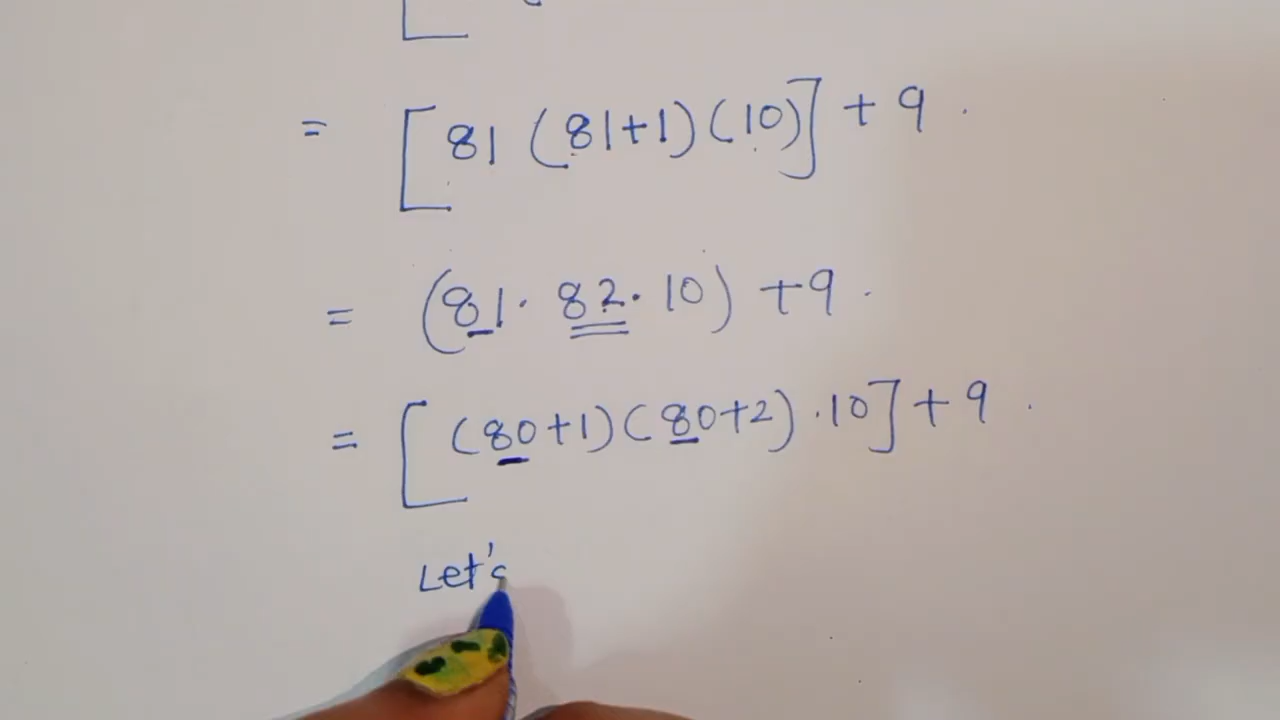 = [81 (81+1)(10)] + 9.
= (81. 82. 10) +9.
= [(80+1)(80+2).10] + 9.
Let's